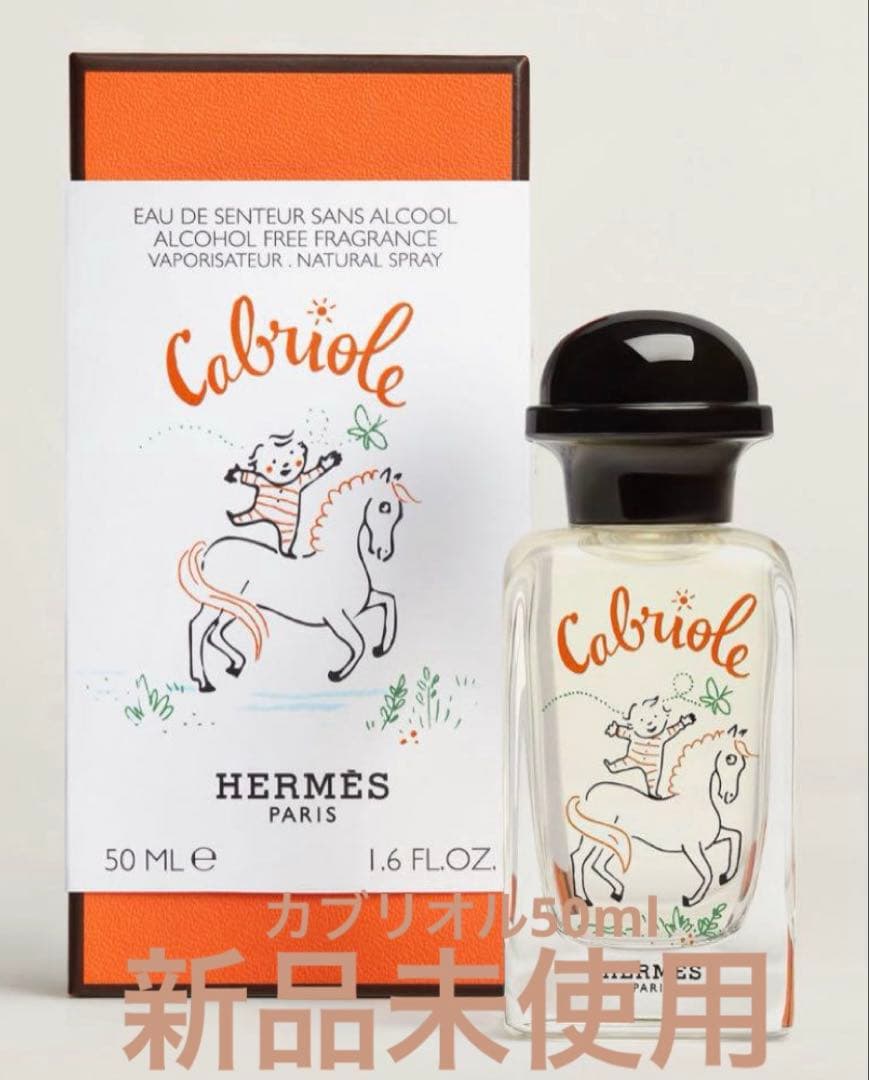 EAU DE SENTEUR SANS ALCOOL
ALCOHOL FREE FRAGRANCE
VAPORISATEUR . NATURAL SPRAY
Cabriole
HERMÈS
PARIS
50 ML e
1.6 FL.OZ.
Cabriole
HERMÈS
PARIS
カブリオル50ml
新品未使用